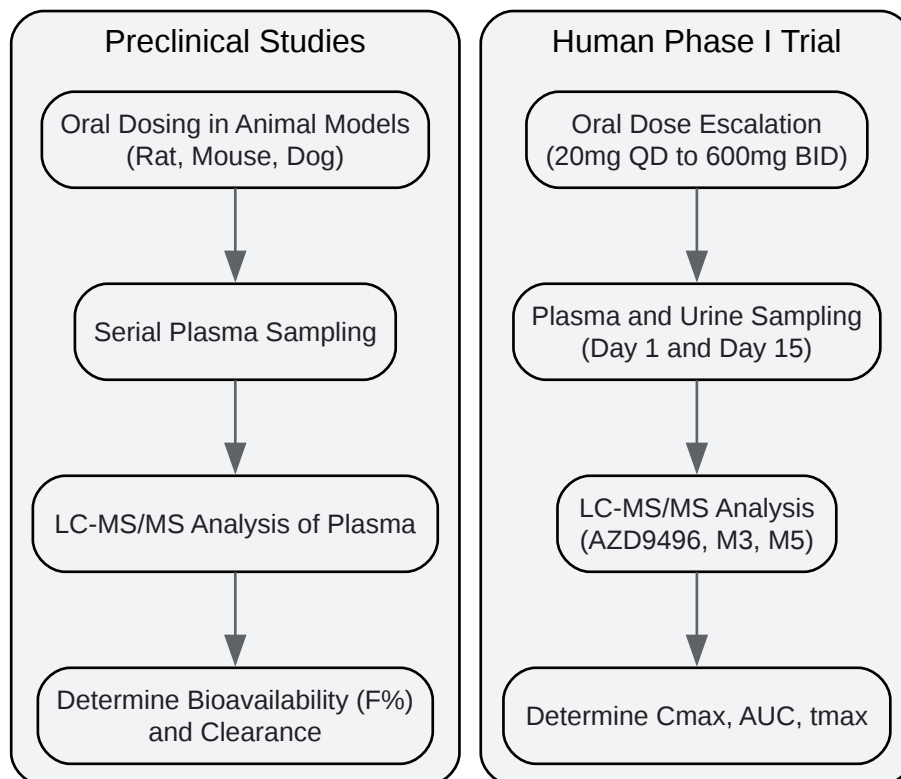 Preclinical Studies
Oral Dosing in Animal Models
(Rat, Mouse, Dog)
Serial Plasma Sampling
LC-MS/MS Analysis of Plasma
Determine Bioavailability (F%)
and Clearance
Human Phase I Trial
Oral Dose Escalation
(20mg QD to 600mg BID)
Plasma and Urine Sampling
(Day 1 and Day 15)
LC-MS/MS Analysis
(AZD9496, M3, M5)
Determine Cmax, AUC, tmax